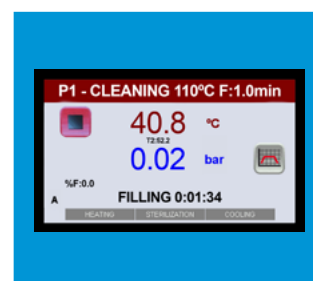 P1 - CLEANING 110ºC F:1.0min
40.8 ºC
T2:52.2
0.02 bar
%F:0.0
A FILLING 0:01:34
HEATING STERILIZATION COOLING